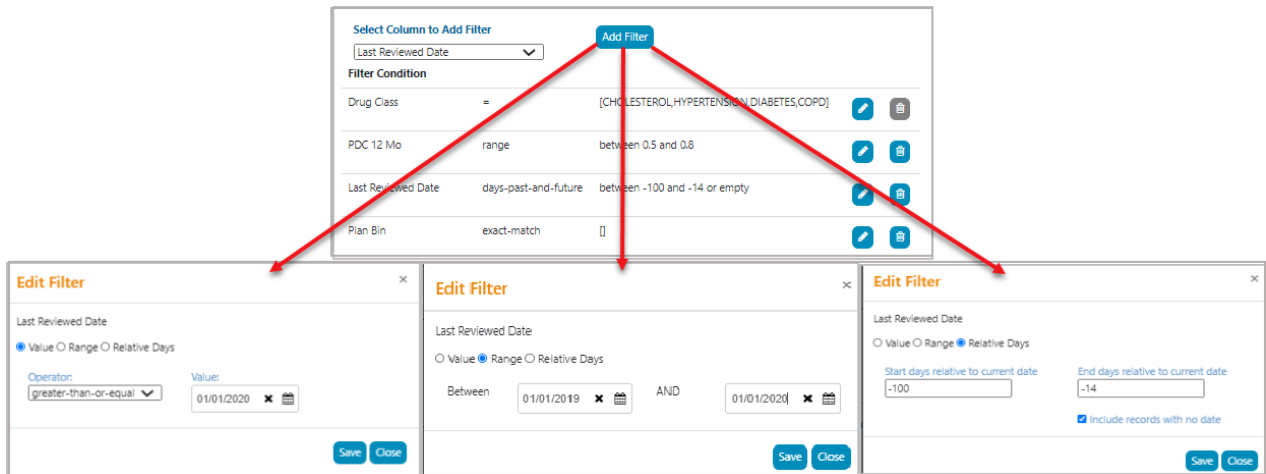 Select Column to Add Filter
Add Filter
Last Reviewed Date
Filter Condition
Drug Class = [CHOLESTEROL,HYPERTENSION,DIABETES,COPD]
PDC 12 Mo range between 0.5 and 0.8
Last Reviewed Date days-past-and-future between -100 and -14 or empty
Plan Bin exact-match []
Edit Filter ×
Last Reviewed Date
Value Range Relative Days
Operator: Value:
greater-than-or-equal 01/01/2020
Save Close
Edit Filter ×
Last Reviewed Date
Value Range Relative Days
Between 01/01/2019 AND 01/01/2020
Save Close
Edit Filter ×
Last Reviewed Date
Value Range Relative Days
Start days relative to current date End days relative to current date
-100 -14
Include records with no date
Save Close